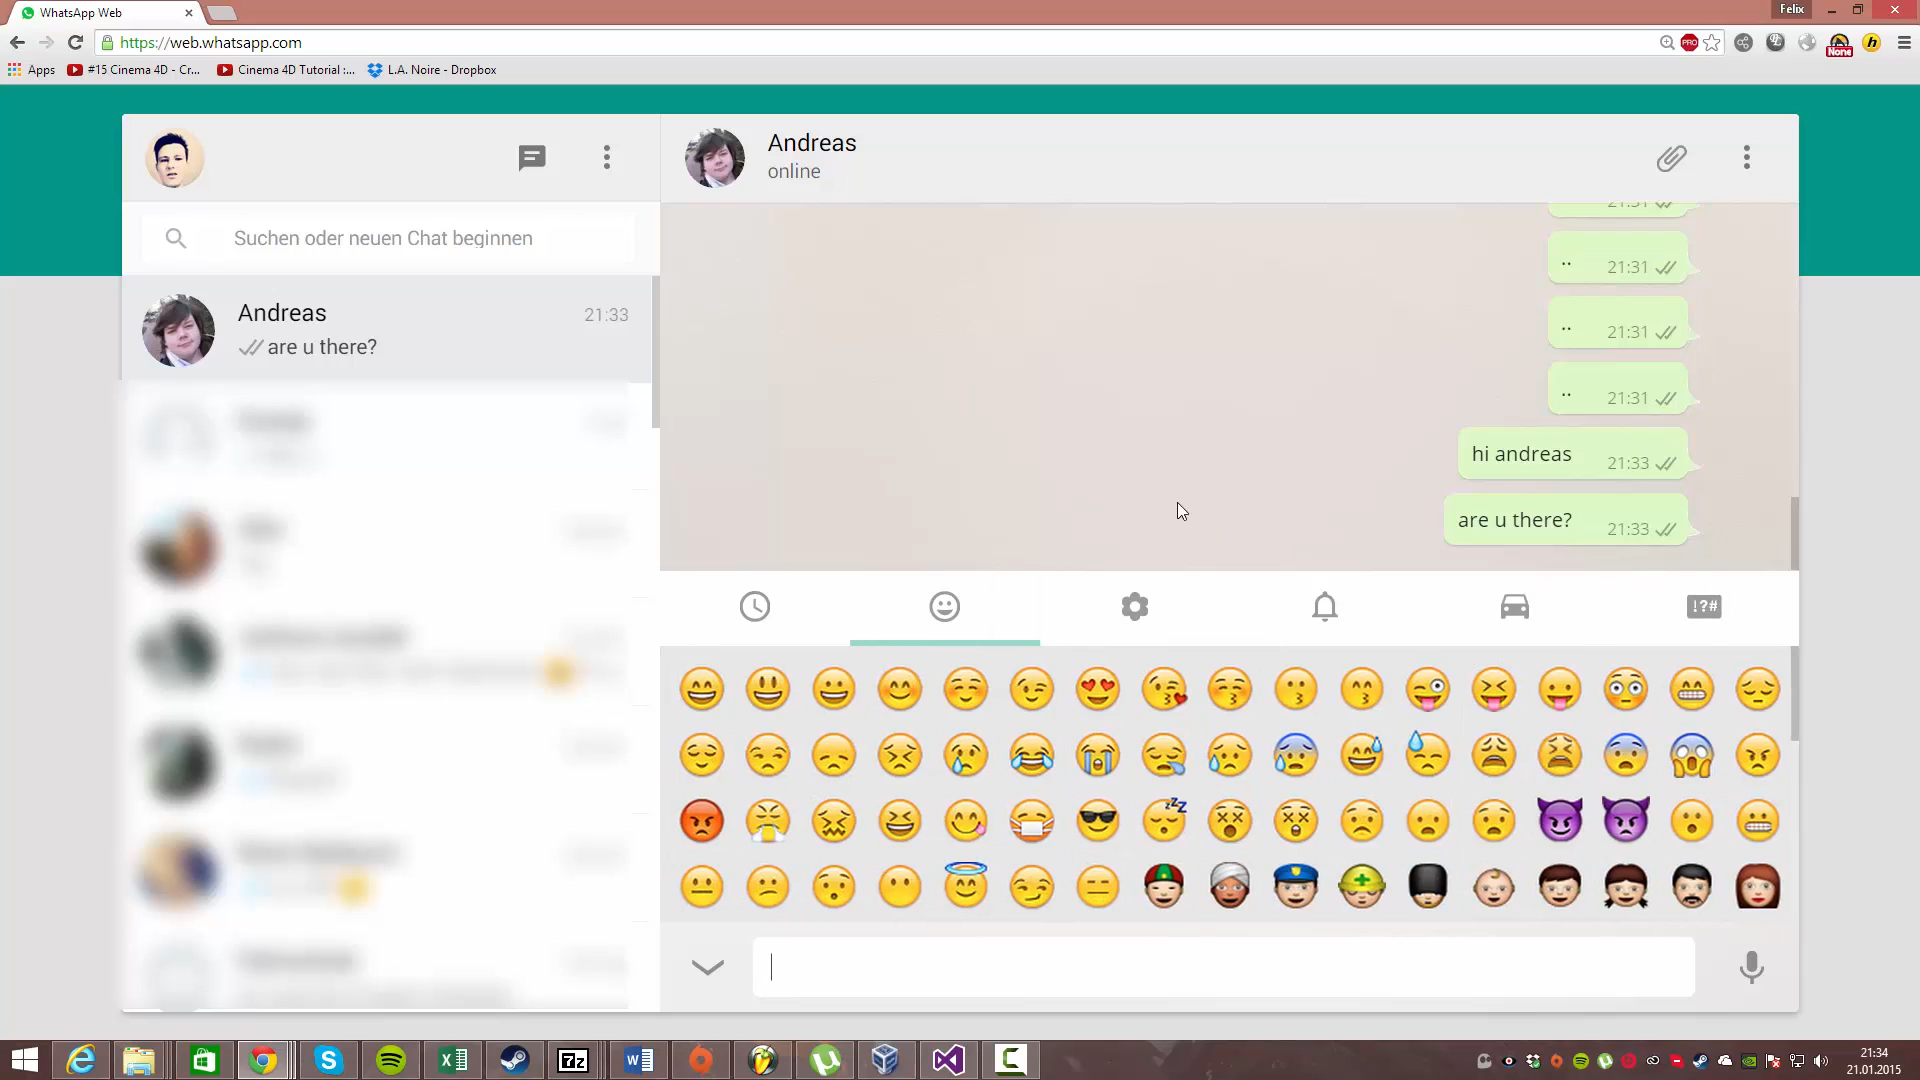 WhatsApp Web
Felix
https://web.whatsapp.com
PRO
None
Apps
#15 Cinema 4D - Cr...
Cinema 4D Tutorial :...
L.A. Noire - Dropbox
Andreas
online
Suchen oder neuen Chat beginnen
Andreas
21:33
are u there?
21:31
.. 21:31
.. 21:31
.. 21:31
hi andreas 21:33
are u there? 21:33
!?#
21:34
21.01.2015